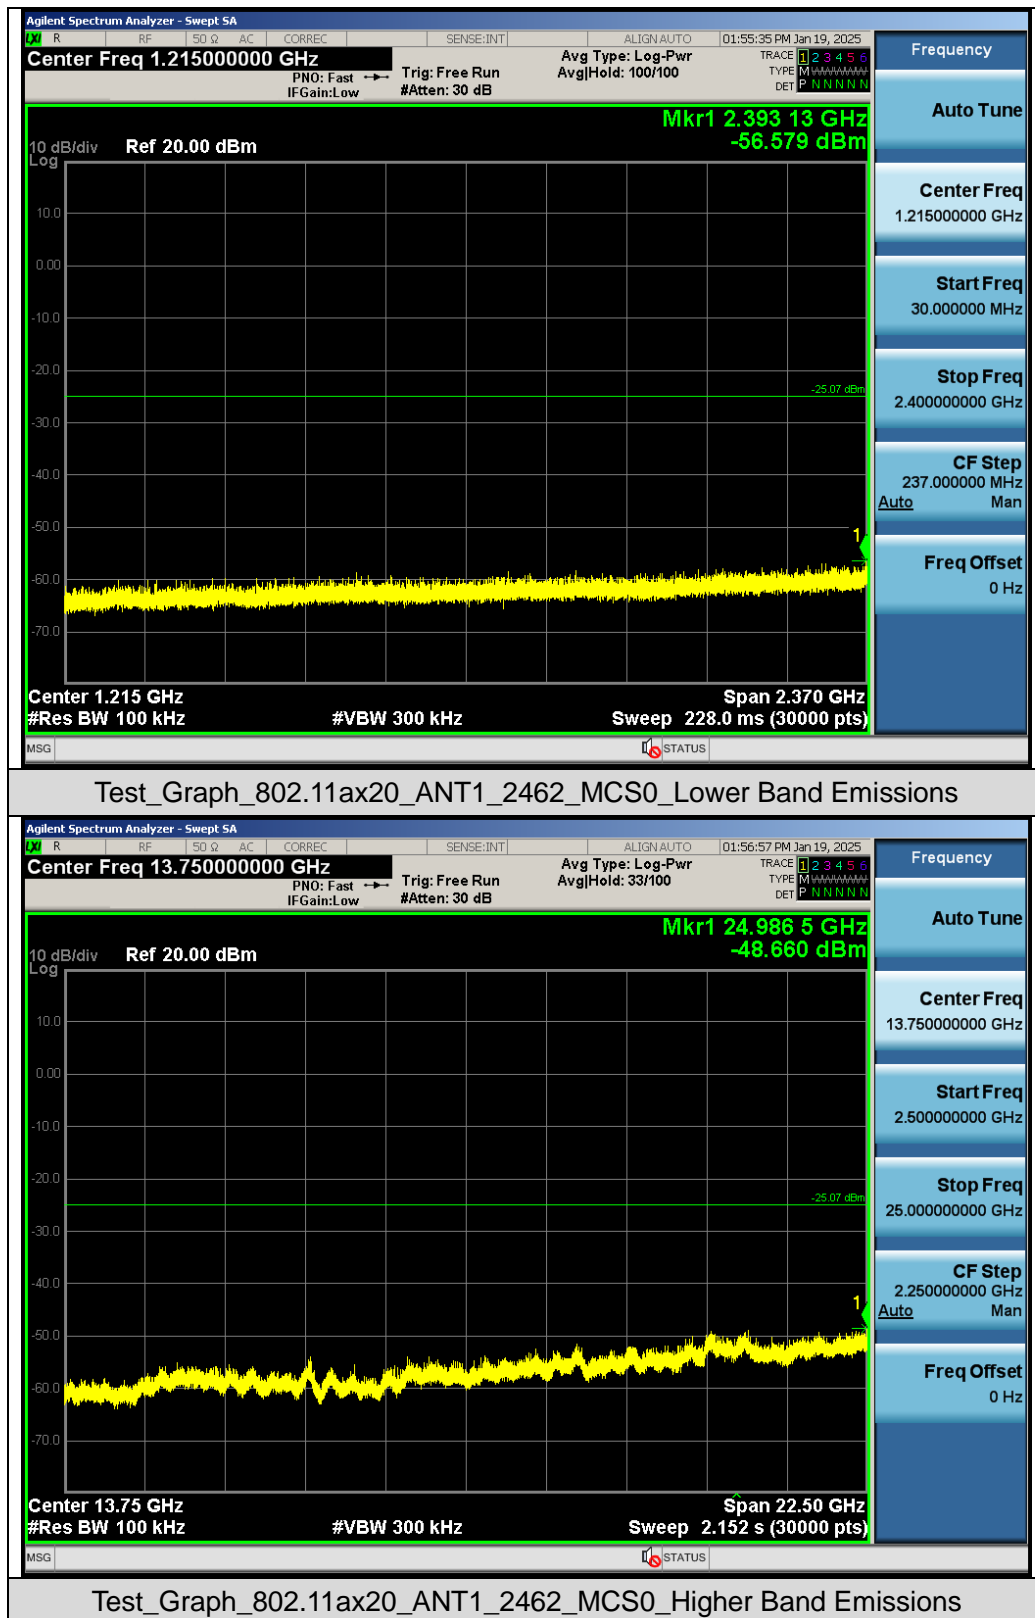 Agilent Spectrum Analyzer - Swept SA
LXI R RF 50 Ω AC CORREC SENSE:INT ALIGN AUTO 01:55:35 PM Jan 19, 2025
Center Freq 1.215000000 GHz
PNO: Fast Trig: Free Run Avg Type: Log-Pwr TRACE 1 2 3 4 5 6
IFGain:Low #Atten: 30 dB Avg|Hold: 100/100 TYPE M WWWWW
DET P N N N N N
Frequency
Mkr1 2.393 13 GHz
-56.579 dBm
10 dB/div Ref 20.00 dBm
Log
10.0
0.00
-10.0
-20.0
-25.07 dBm
-30.0
-40.0
-50.0
1
-60.0
-70.0
Center 1.215 GHz Span 2.370 GHz
#Res BW 100 kHz #VBW 300 kHz Sweep 228.0 ms (30000 pts)
MSG STATUS
Auto Tune
Center Freq
1.215000000 GHz
Start Freq
30.000000 MHz
Stop Freq
2.400000000 GHz
CF Step
237.000000 MHz
Auto Man
Freq Offset
0 Hz
Test_Graph_802.11ax20_ANT1_2462_MCS0_Lower Band Emissions
Agilent Spectrum Analyzer - Swept SA
LXI R RF 50 Ω AC CORREC SENSE:INT ALIGN AUTO 01:56:57 PM Jan 19, 2025
Center Freq 13.750000000 GHz
PNO: Fast Trig: Free Run Avg Type: Log-Pwr TRACE 1 2 3 4 5 6
IFGain:Low #Atten: 30 dB Avg|Hold: 33/100 TYPE M WWWWW
DET P N N N N N
Frequency
Mkr1 24.986 5 GHz
-48.660 dBm
10 dB/div Ref 20.00 dBm
Log
10.0
0.00
-10.0
-20.0
-25.07 dBm
-30.0
-40.0
1
-50.0
-60.0
-70.0
Center 13.75 GHz Span 22.50 GHz
#Res BW 100 kHz #VBW 300 kHz Sweep 2.152 s (30000 pts)
MSG STATUS
Auto Tune
Center Freq
13.750000000 GHz
Start Freq
2.500000000 GHz
Stop Freq
25.000000000 GHz
CF Step
2.250000000 GHz
Auto Man
Freq Offset
0 Hz
Test_Graph_802.11ax20_ANT1_2462_MCS0_Higher Band Emissions